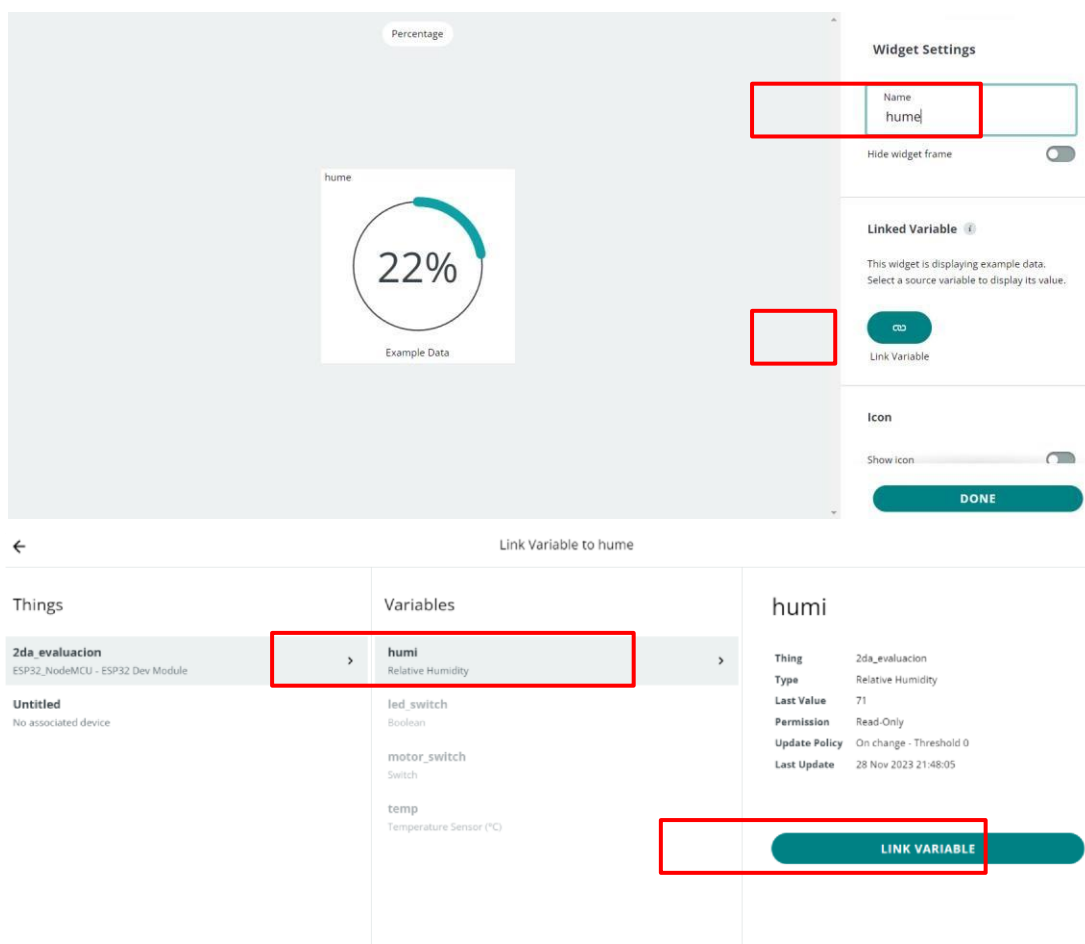 Percentage
Widget Settings
Name
hume
Hide widget frame
hume
22%
Example Data
Linked Variable i
This widget is displaying example data.
Select a source variable to display its value.
Link Variable
Icon
Show icon
DONE
Link Variable to hume
Things
2da_evaluacion
ESP32_NodeMCU - ESP32 Dev Module
Untitled
No associated device
Variables
humi
Relative Humidity
led_switch
Boolean
motor_switch
Switch
temp
Temperature Sensor (°C)
humi
Thing 2da_evaluacion
Type Relative Humidity
Last Value 71
Permission Read-Only
Update Policy On change - Threshold 0
Last Update 28 Nov 2023 21:48:05
LINK VARIABLE